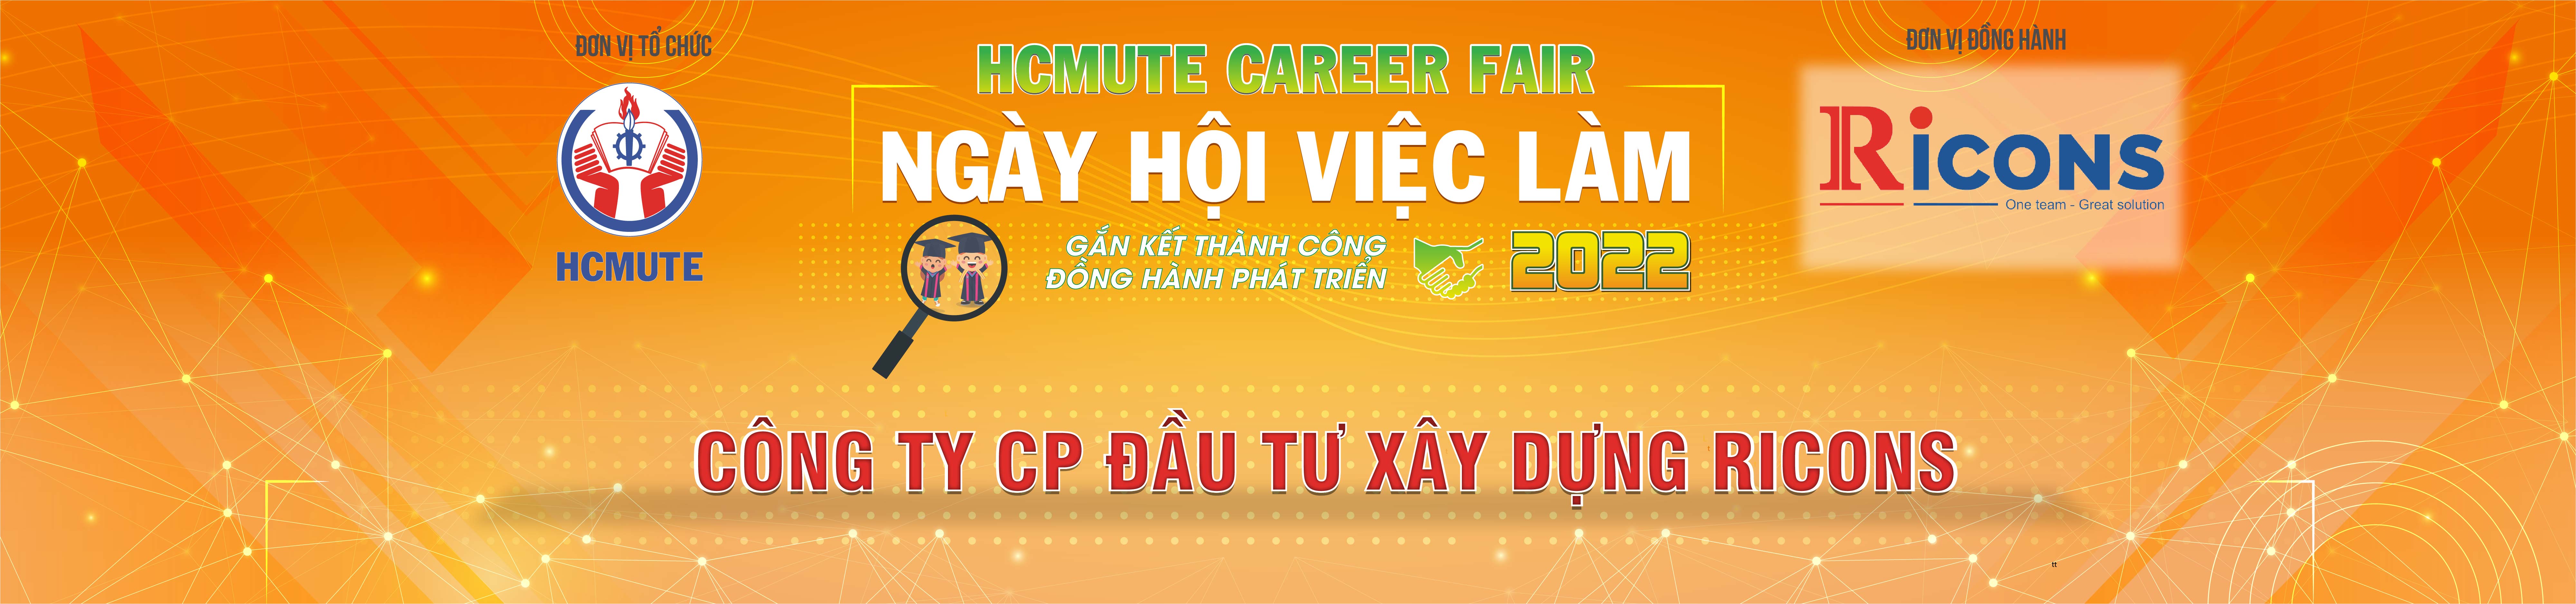 ĐƠN VỊ TỔ CHỨC
HCMUTE
HCMUTE CAREER FAIR
NGÀY HỘI VIỆC LÀM
GẮN KẾT THÀNH CÔNG
ĐỒNG HÀNH PHÁT TRIỂN
2022
ĐƠN VỊ ĐỒNG HÀNH
RICONS
One team - Great solution
CÔNG TY CP ĐẦU TƯ XÂY DỰNG RICONS
tt